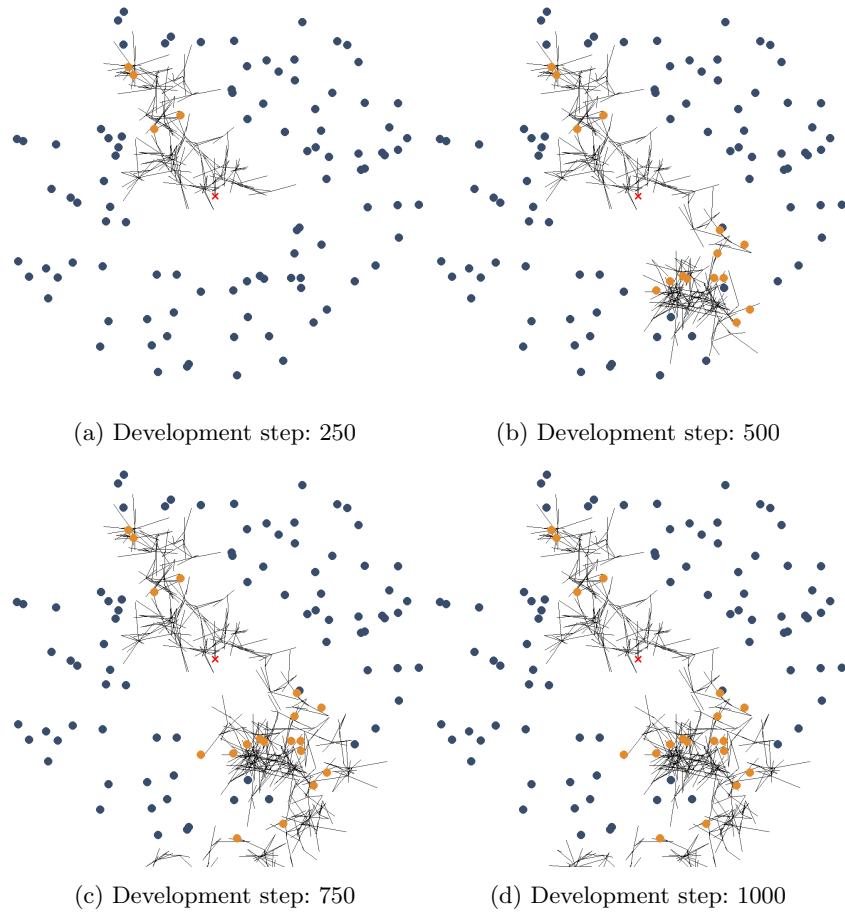 (a) Development step: 250
(b) Development step: 500
(c) Development step: 750
(d) Development step: 1000